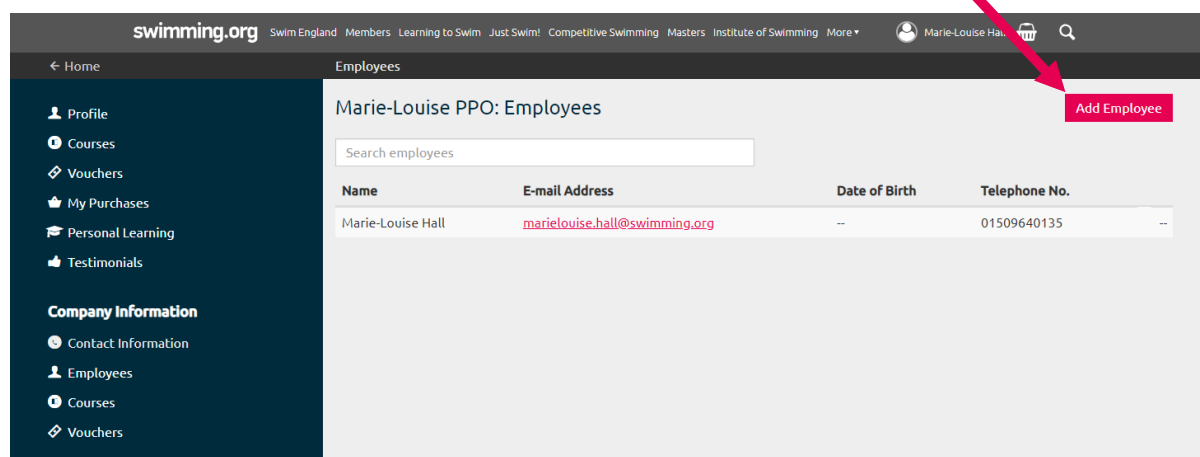 swimming.org Swim England Members Learning to Swim Just Swim! Competitive Swimming Masters Institute of Swimming More Marie-Louise
← Home
Employees
Profile
Courses
Vouchers
My Purchases
Personal Learning
Testimonials
Company Information
Contact Information
Employees
Courses
Vouchers
Marie-Louise PPO: Employees
Add Employee
Search employees
Name E-mail Address Date of Birth Telephone No.
Marie-Louise Hall marielouise.hall@swimming.org -- 01509640135 --